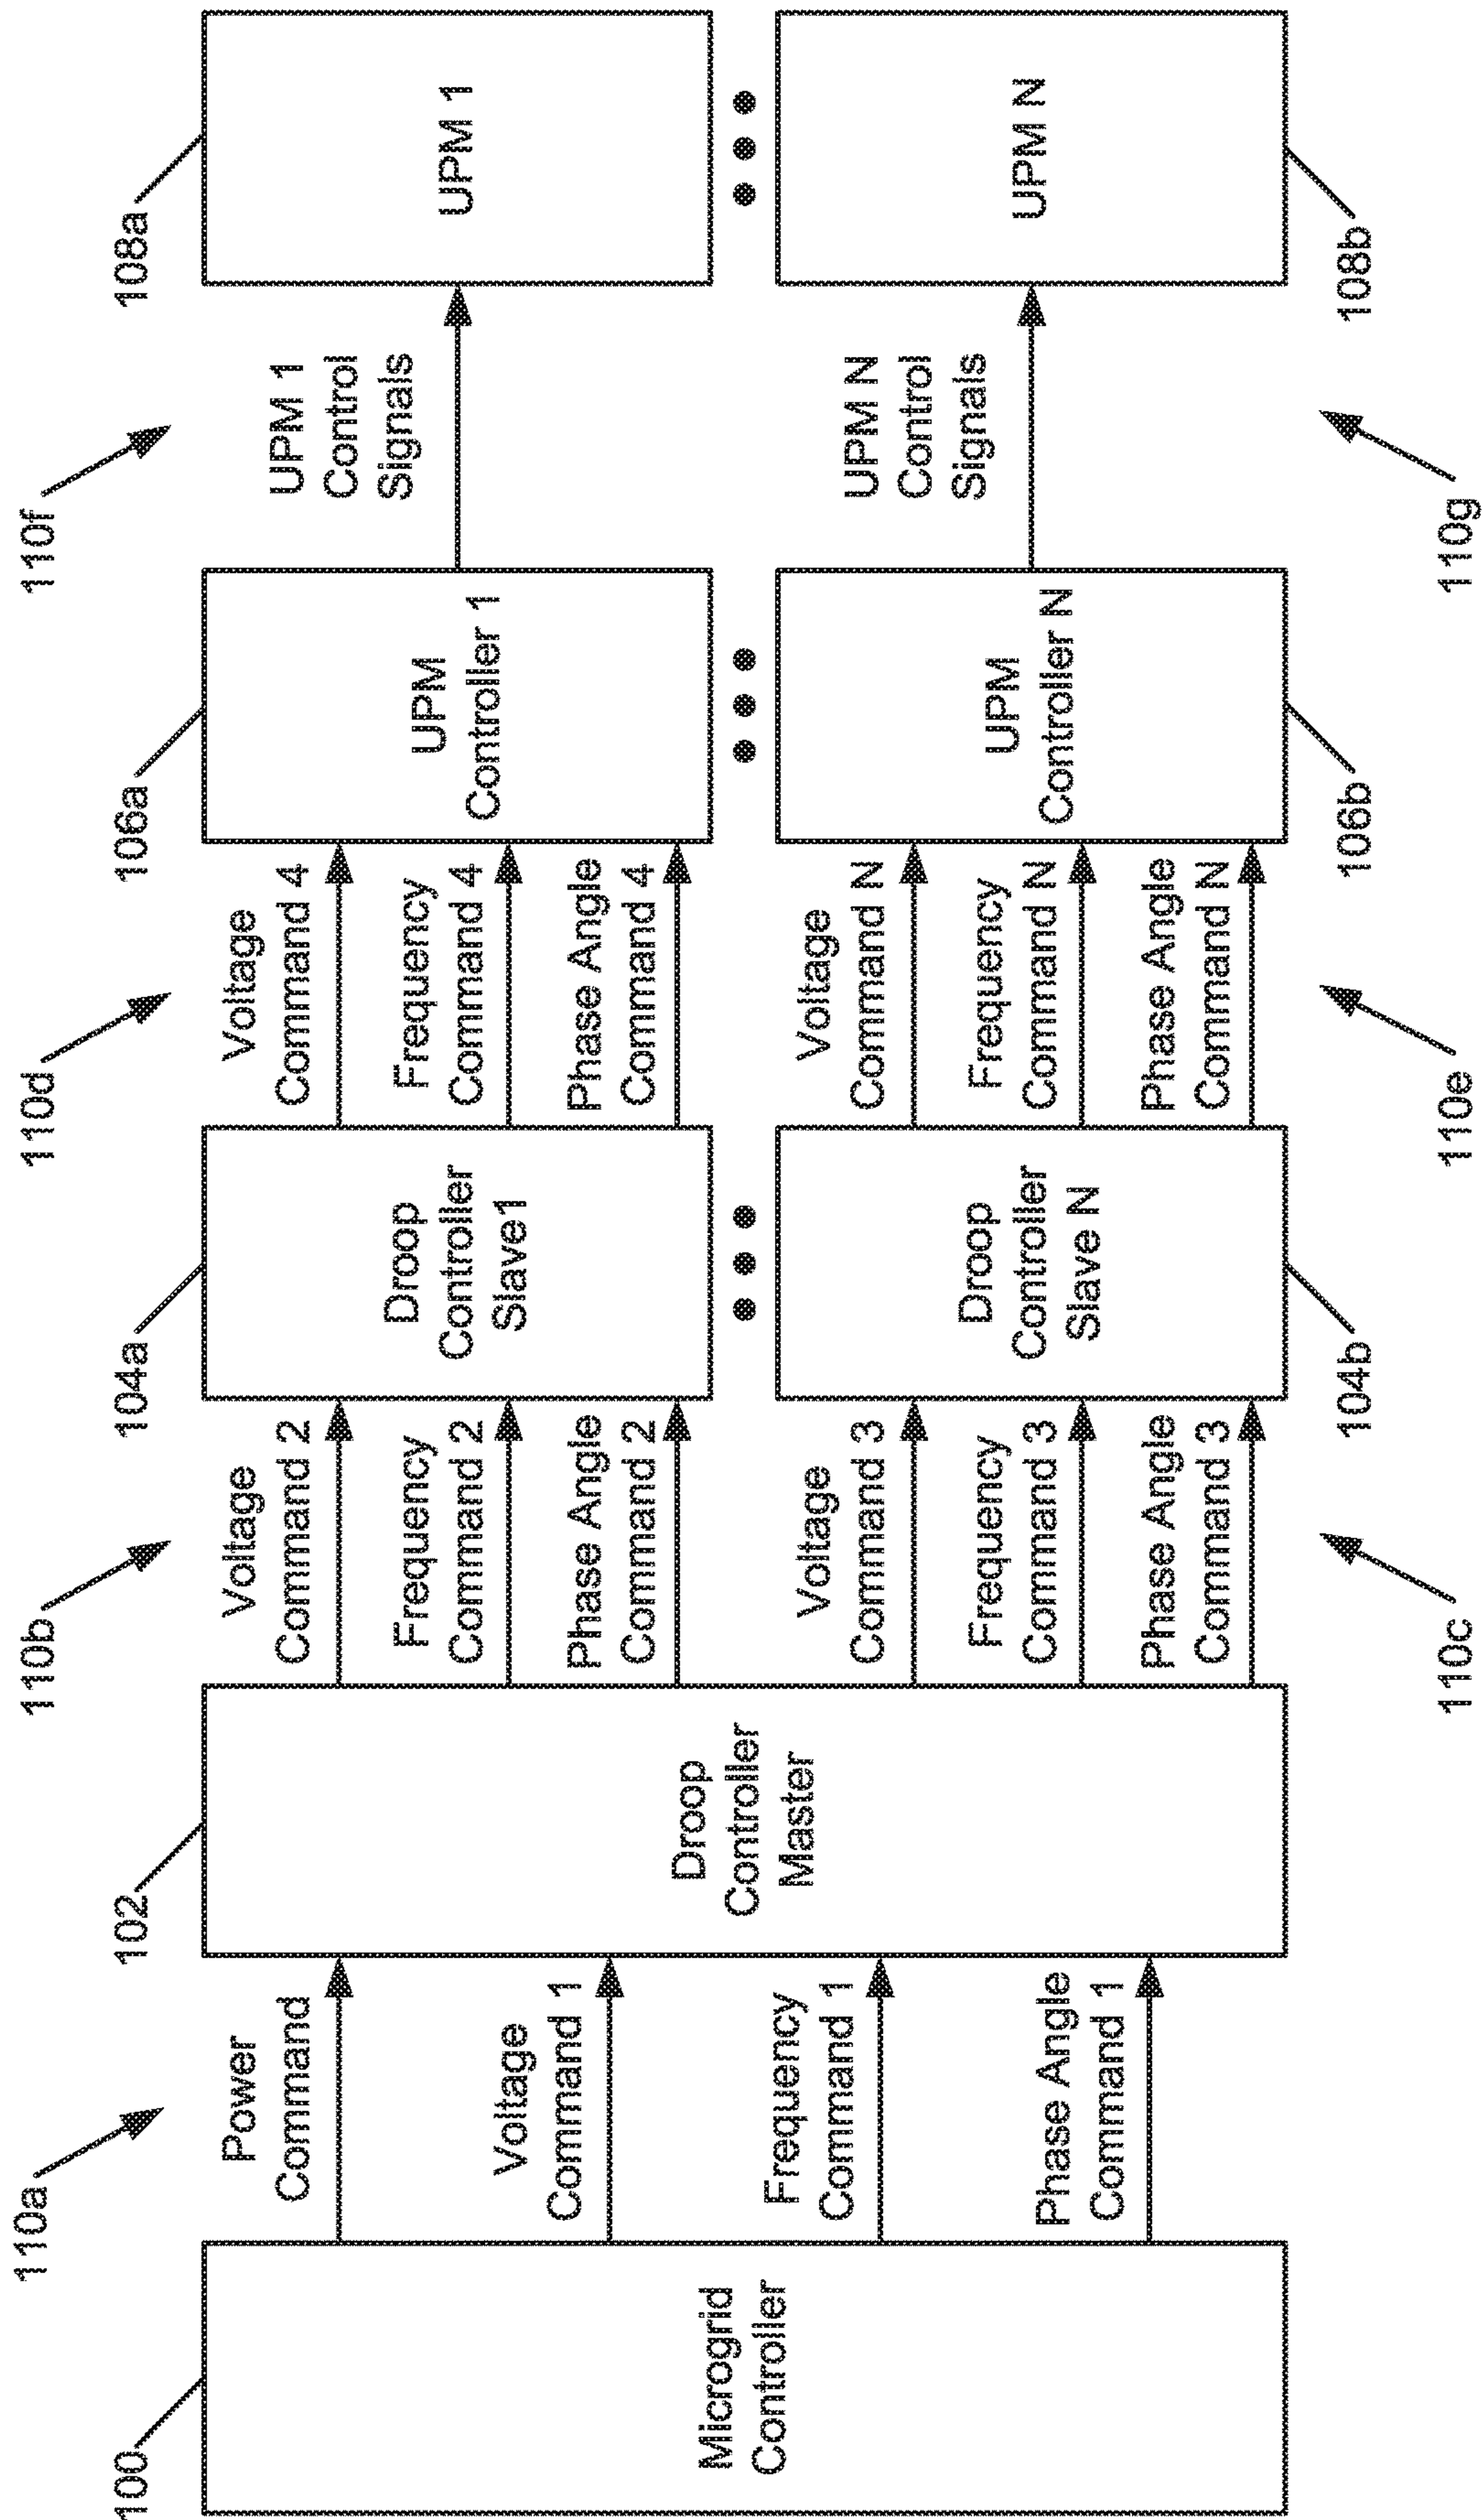 100
Microgrid
Controller
110a
Power
Command
Voltage
Command 1
Frequency
Command 1
Phase Angle
Command 1
102
Droop
Controller
Master
110b
Voltage
Command 2
Frequency
Command 2
Phase Angle
Command 2
Voltage
Command 3
Frequency
Command 3
Phase Angle
Command 3
110c
104a
Droop
Controller
Slave1
Droop
Controller
Slave N
104b
110d
Voltage
Command 4
Frequency
Command 4
Phase Angle
Command 4
Voltage
Command N
Frequency
Command N
Phase Angle
Command N
110e
106a
UPM
Controller 1
UPM
Controller N
106b
110f
UPM 1
Control
Signals
UPM N
Control
Signals
110g
108a
UPM 1
UPM N
108b